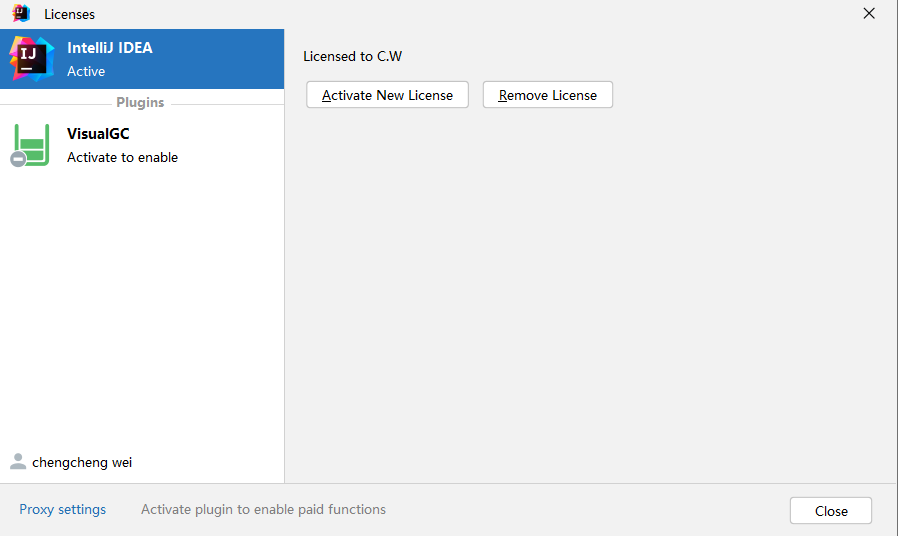 Licenses
IJ
IntelliJ IDEA
Active
Plugins
VisualGC
Activate to enable
chengcheng wei
Licensed to C.W
Activate New License
Remove License
Proxy settings
Activate plugin to enable paid functions
Close